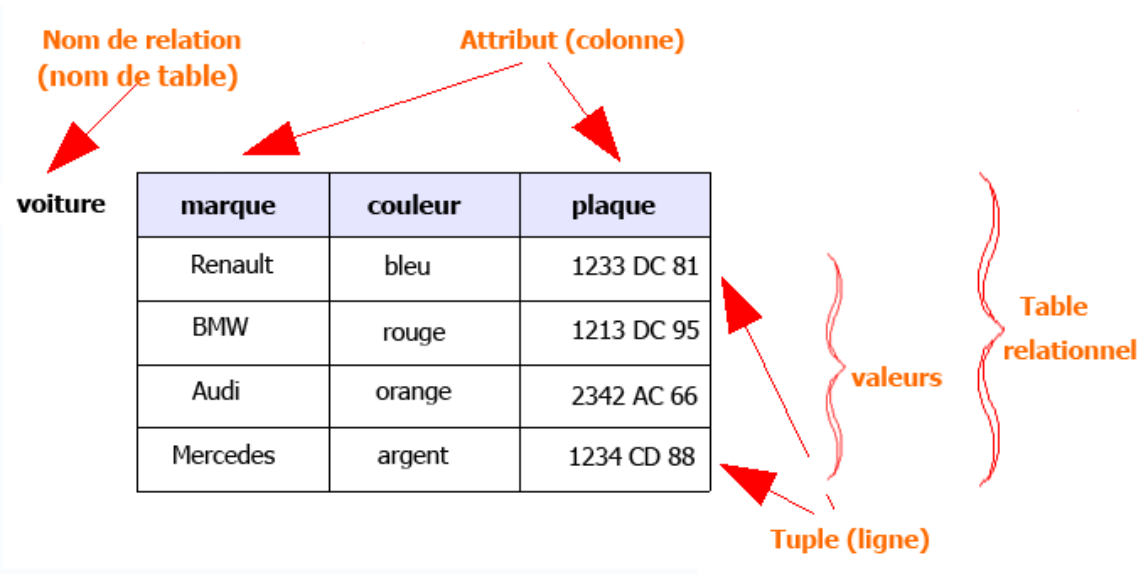 Nom de relation
(nom de table)
Attribut (colonne)
voiture
marque couleur plaque
Renault bleu 1233 DC 81
BMW rouge 1213 DC 95
Audi orange 2342 AC 66
Mercedes argent 1234 CD 88
valeurs
Table
relationnel
Tuple (ligne)